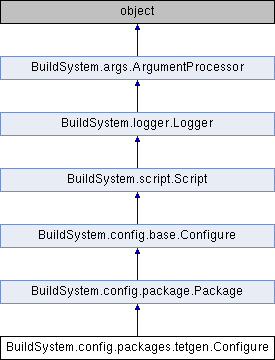 object
BuildSystem.args.ArgumentProcessor
BuildSystem.logger.Logger
BuildSystem.script.Script
BuildSystem.config.base.Configure
BuildSystem.config.package.Package
BuildSystem.config.packages.tetgen.Configure